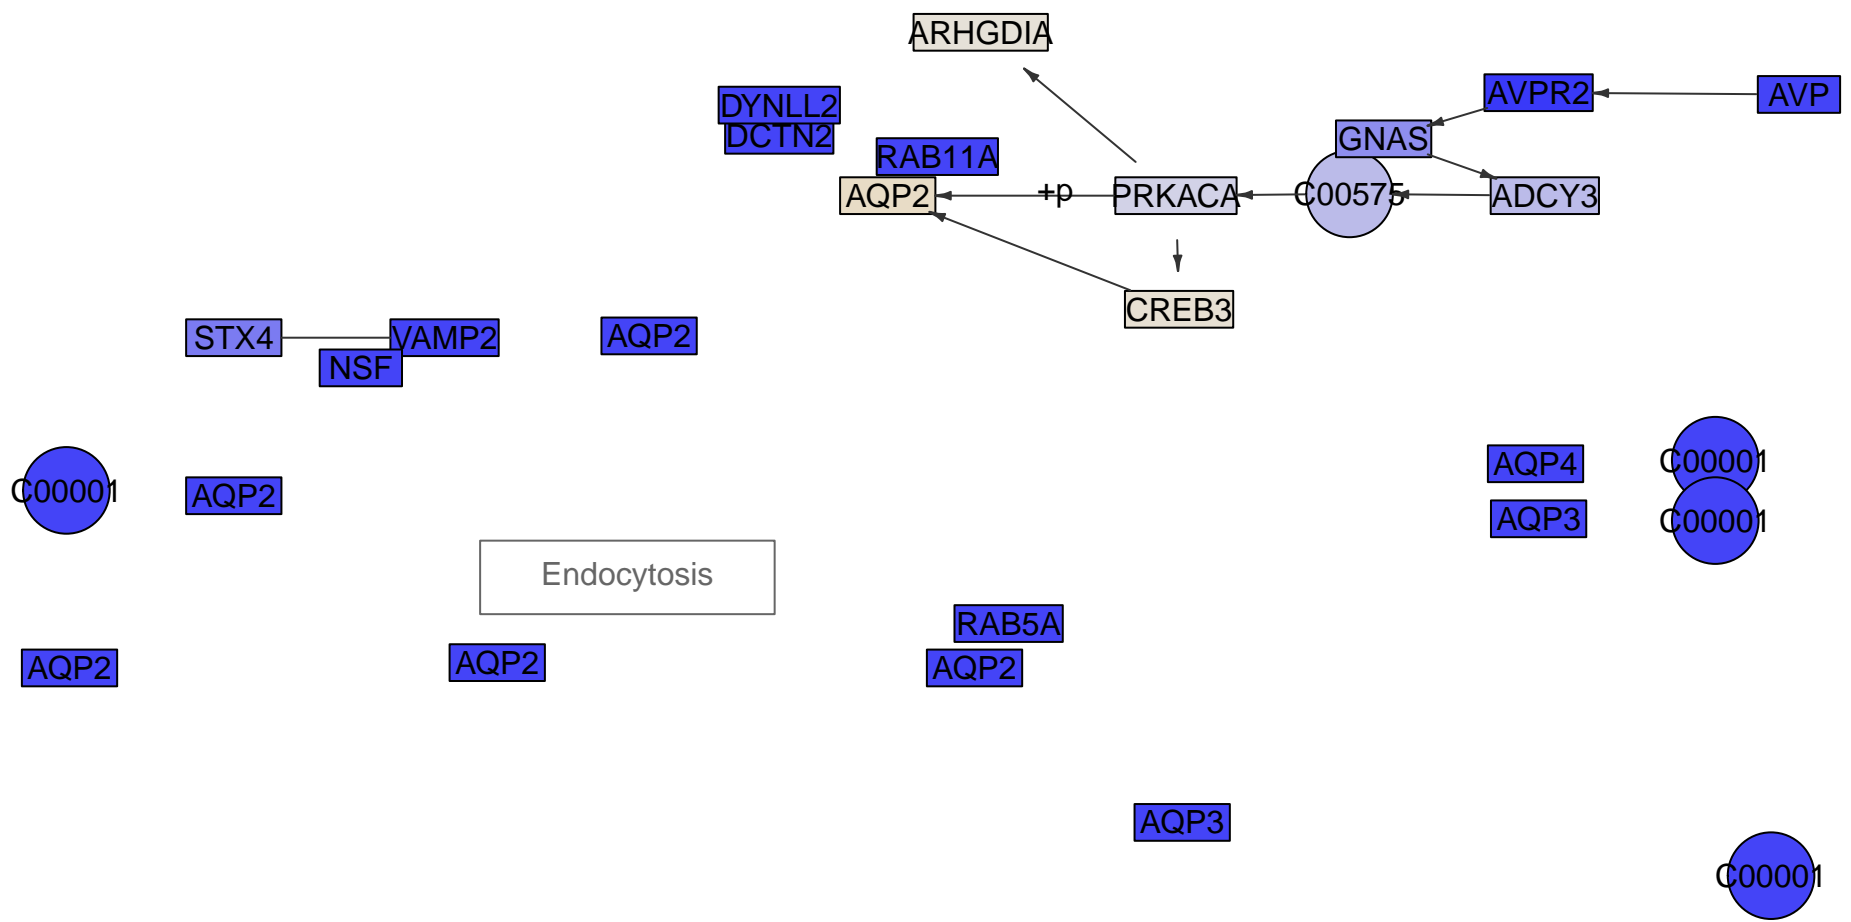 ARHGDIA
DYNLL2
AVPR2
AVP
DCTN2
GNAS
RAB11A
AQP2
+p
PRKACA
C00575
ADCY3
CREB3
STX4
VAMP2
AQP2
NSF
C00001
AQP2
AQP4
C00001
AQP3
C00001
Endocytosis
RAB5A
AQP2
AQP2
AQP2
AQP3
C00001